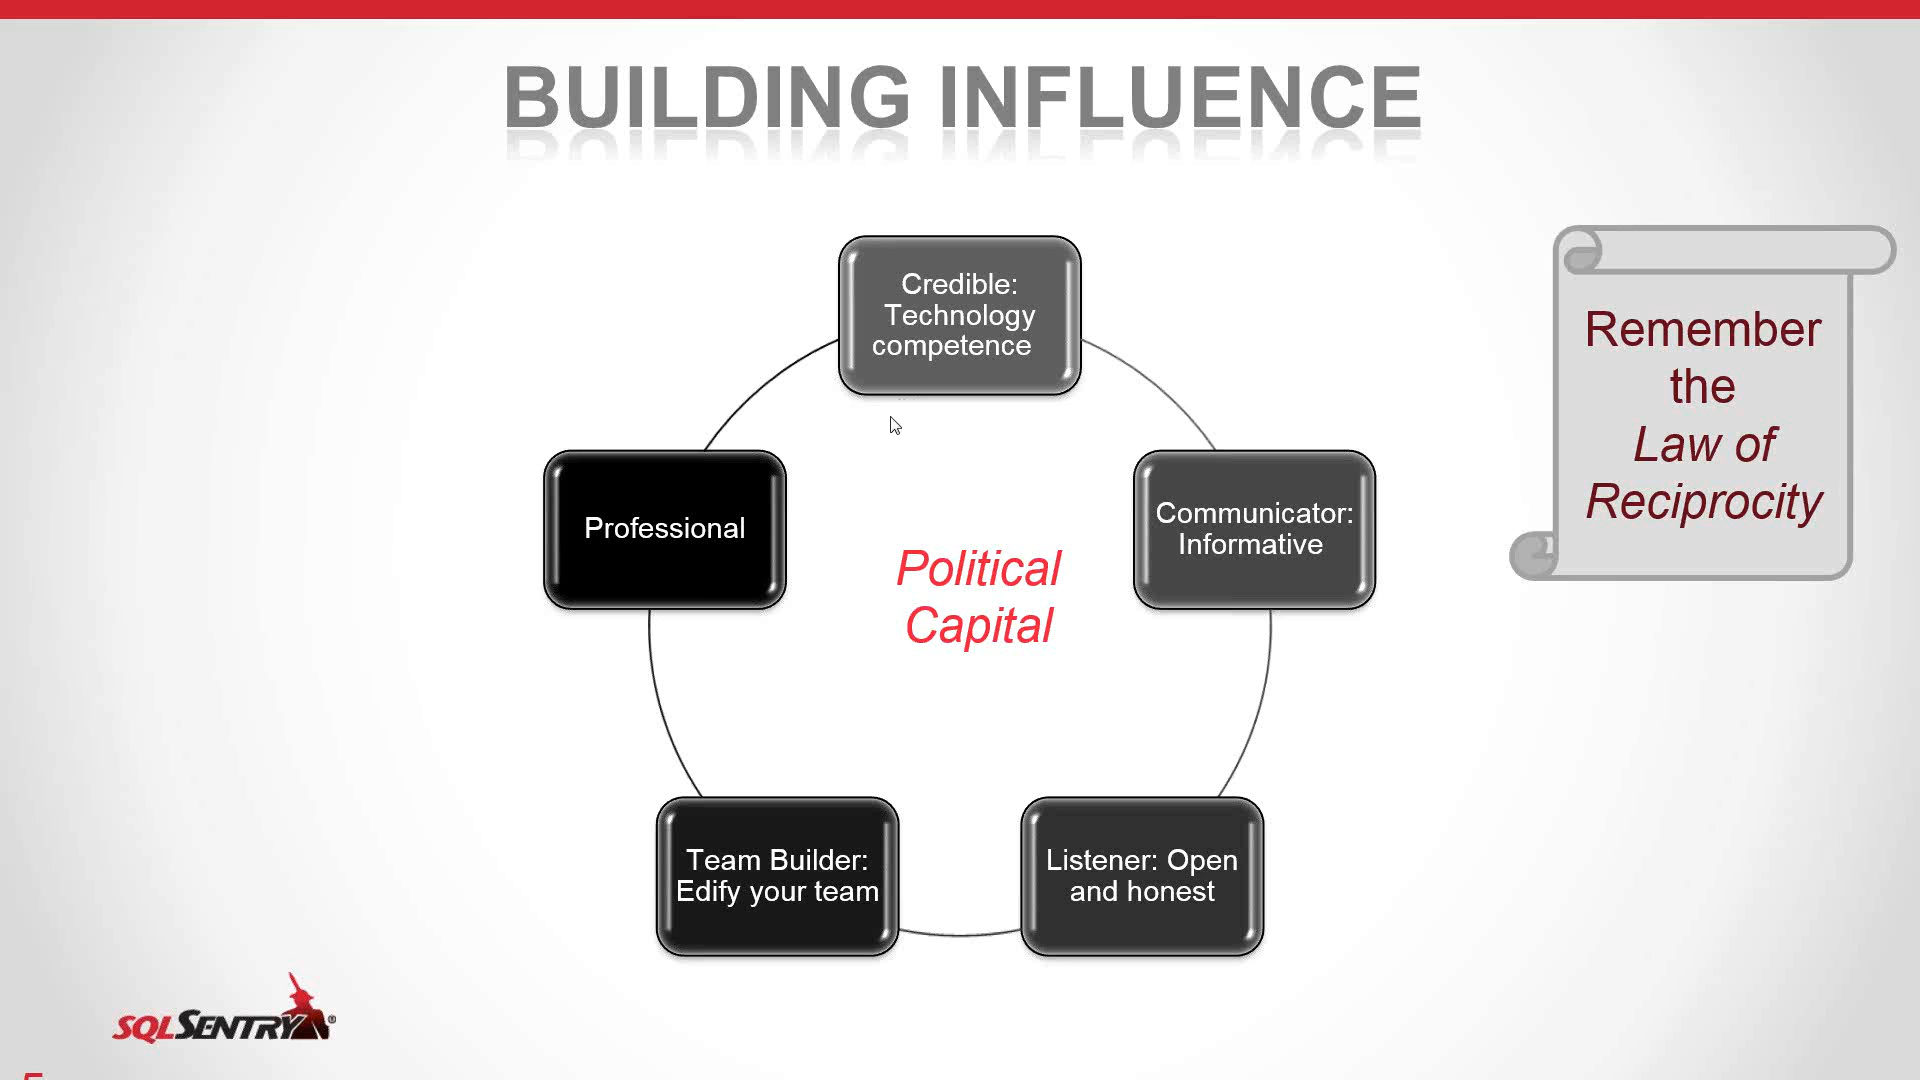 BUILDING INFLUENCE
Credible:
Technology
competence
Remember
the
Law of
Reciprocity
Professional
Communicator:
Informative
Political
Capital
Team Builder:
Edify your team
Listener: Open
and honest
SQLSENTRY®